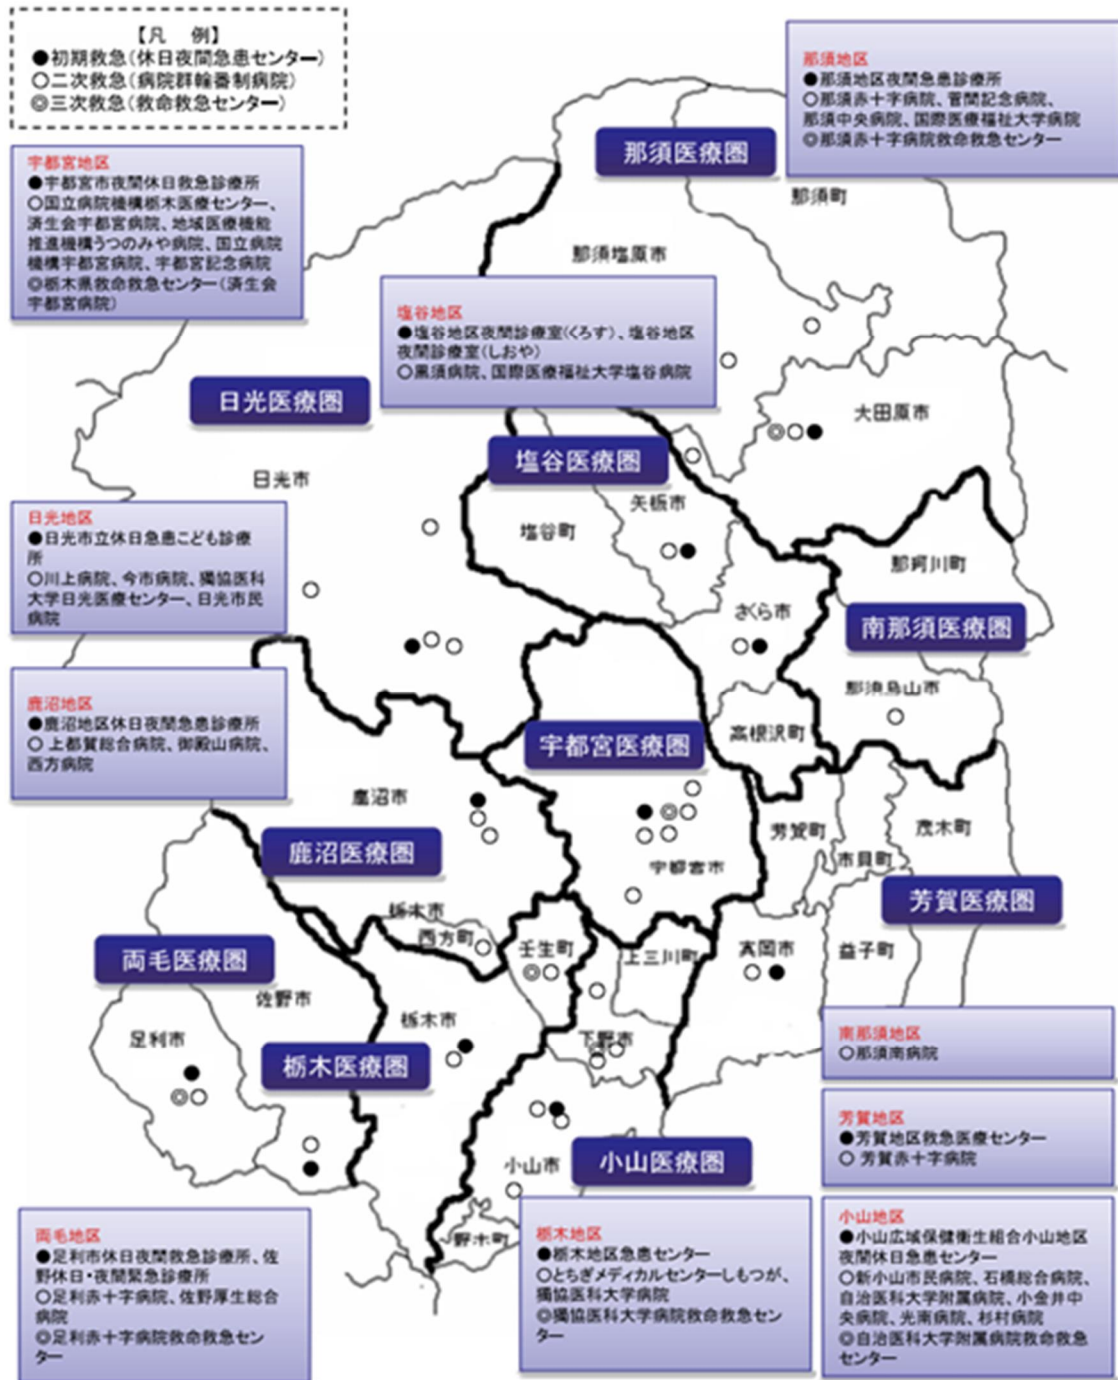 【凡　例】
●初期救急(休日夜間急患センター)
○二次救急(病院群輪番制病院)
◎三次救急(救命救急センター)
那須地区
●那須地区夜間急患診療所
○那須赤十字病院、菅間記念病院、
那須中央病院、国際医療福祉大学病院
◎那須赤十字病院救命救急センター
那須医療圏
宇都宮地区
●宇都宮市夜間休日救急診療所
○国立病院機構栃木医療センター、
済生会宇都宮病院、地域医療機能
推進機構うつのみや病院、国立病院
機構宇都宮病院、宇都宮記念病院
◎栃木県救命救急センター(済生会
宇都宮病院)
那須町
那須塩原市
塩谷地区
●塩谷地区夜間診療室(くろす)、塩谷地区
夜間診療室(しおや)
○黒須病院、国際医療福祉大学塩谷病院
日光医療圏
大田原市
塩谷医療圏
日光市
矢板市
塩谷町
日光地区
●日光市立休日急患こども診療
所
○川上病院、今市病院、獨協医科
大学日光医療センター、日光市民
病院
那珂川町
さくら市
南那須医療圏
那須烏山市
鹿沼地区
●鹿沼地区休日夜間急患診療所
○ 上都賀総合病院、御殿山病院、
西方病院
高根沢町
宇都宮医療圏
鹿沼市
芳賀町
茂木町
市貝町
鹿沼医療圏
宇都宮市
芳賀医療圏
栃木市
西方町
両毛医療圏
壬生町
上三川町
真岡市
益子町
佐野市
栃木市
足利市
下野市
南那須地区
○那須南病院
栃木医療圏
芳賀地区
●芳賀地区救急医療センター
○ 芳賀赤十字病院
小山医療圏
小山市
野木町
両毛地区
●足利市休日夜間救急診療所、佐
野休日・夜間緊急診療所
○足利赤十字病院、佐野厚生総合
病院
◎足利赤十字病院救命救急セン
ター
栃木地区
●栃木地区急患センター
○とちぎメディカルセンターしもつが、
獨協医科大学病院
◎獨協医科大学病院救命救急セン
ター
小山地区
●小山広域保健衛生組合小山地区
夜間休日急患センター
○新小山市民病院、石橋総合病院、
自治医科大学附属病院、小金井中
央病院、光南病院、杉村病院
◎自治医科大学附属病院救命救急
センター